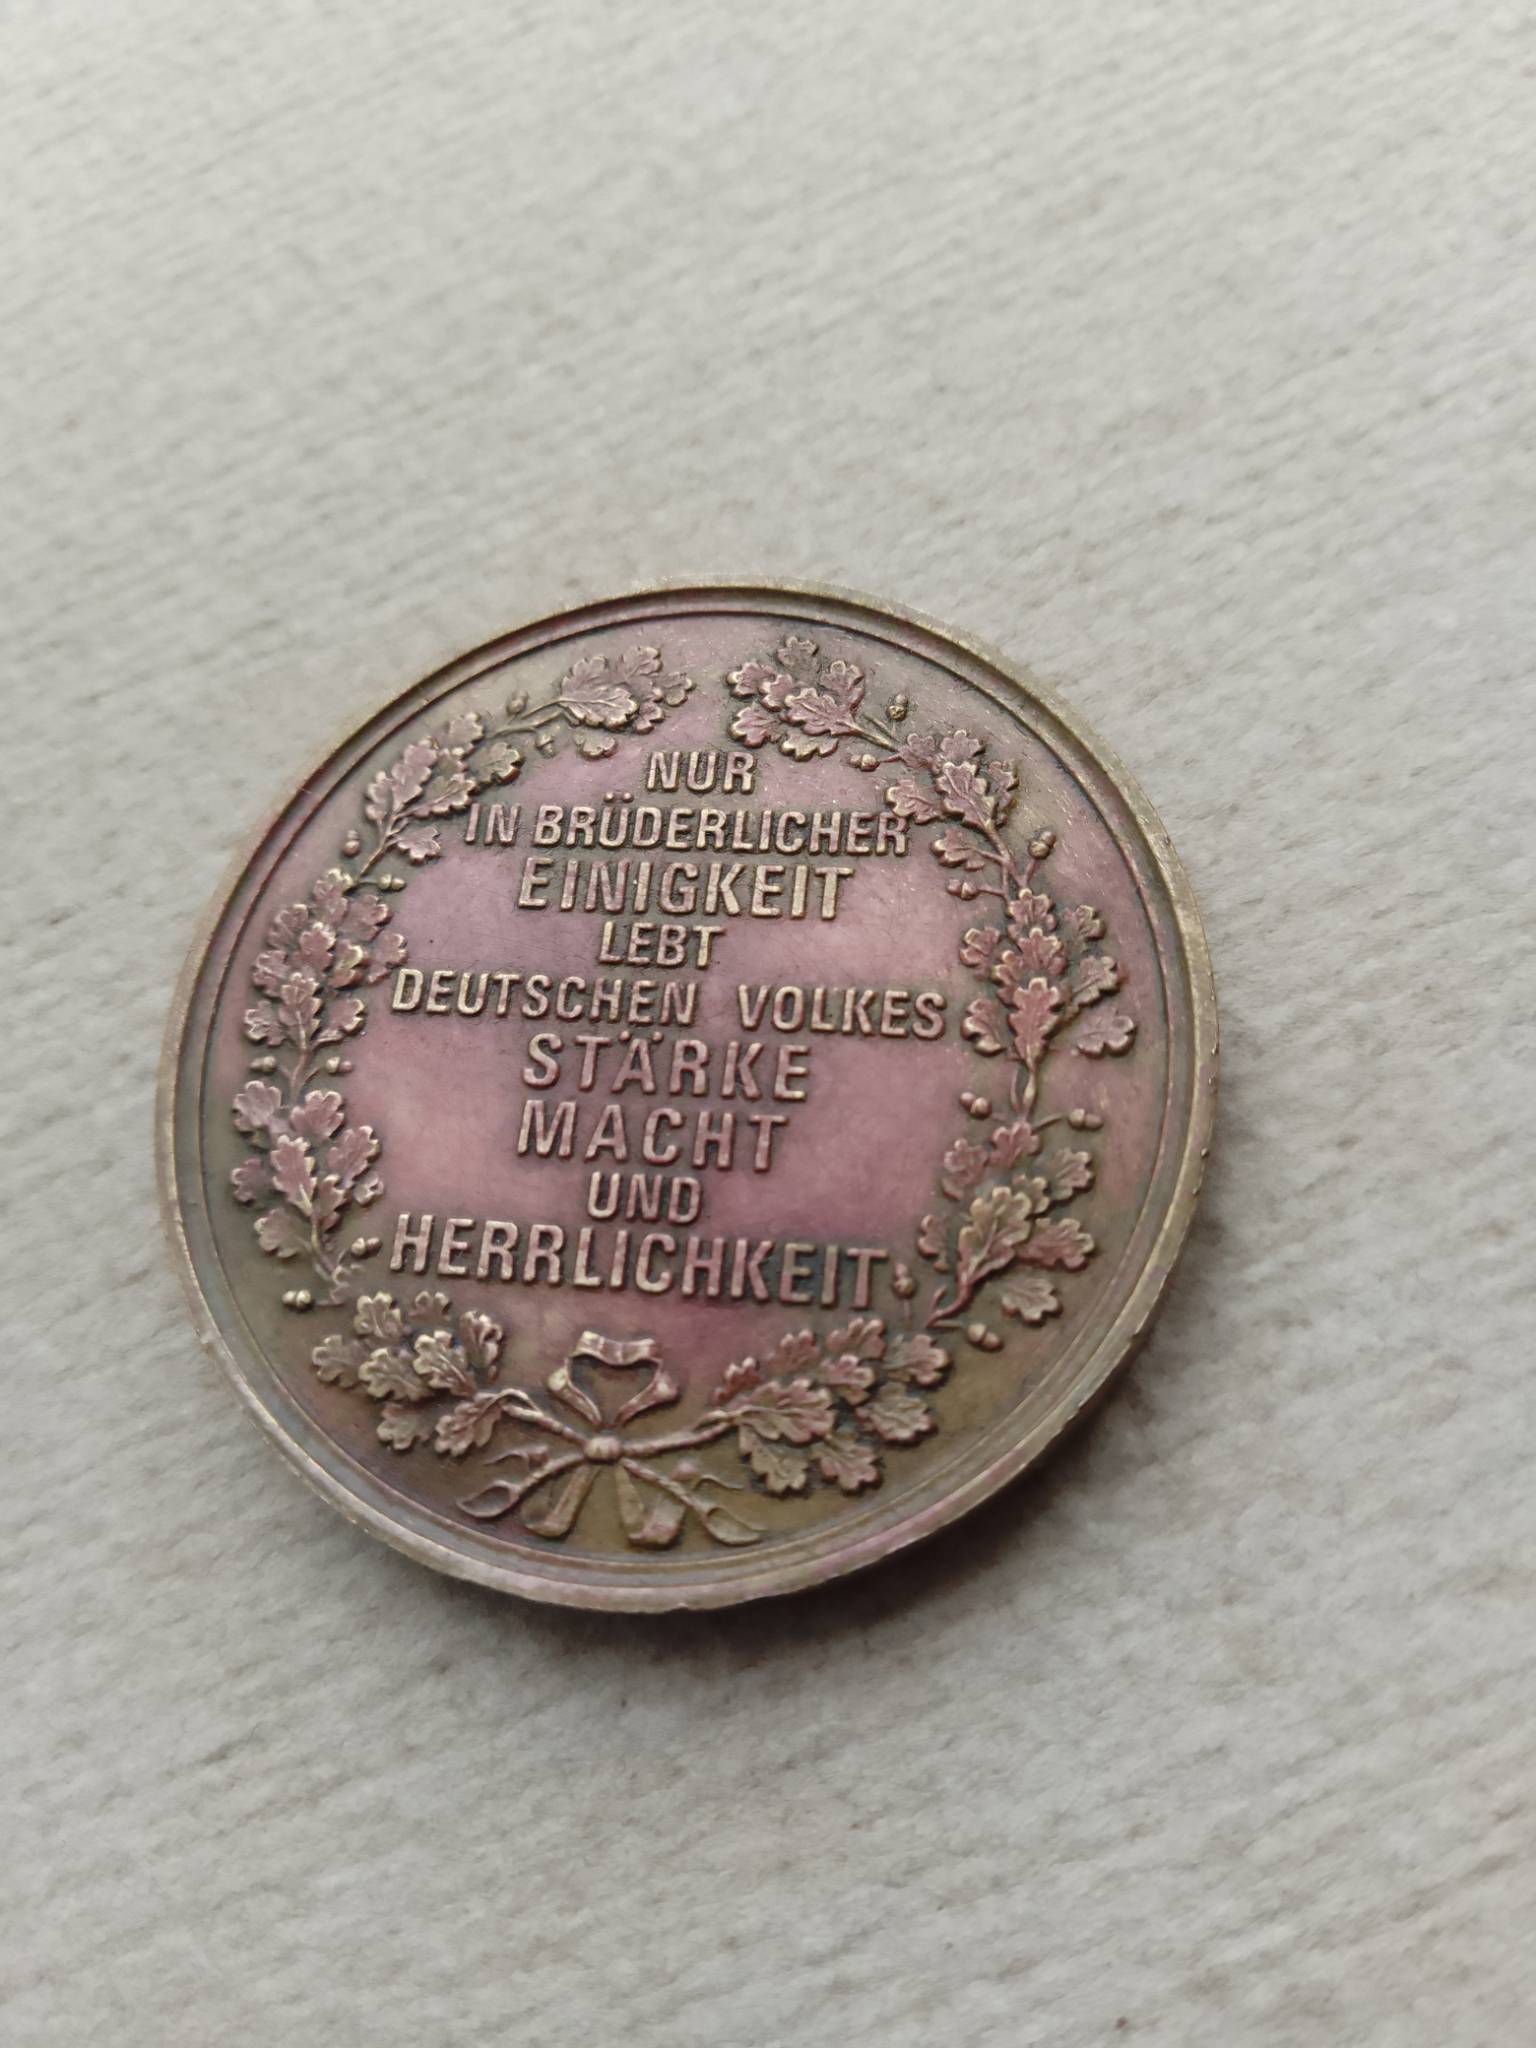 NUR
IN BRÜDERLICHER
EINIGKEIT
LEBT
DEUTSCHEN VOLKES
STÄRKE
MACHT
UND
HERRLICHKEIT